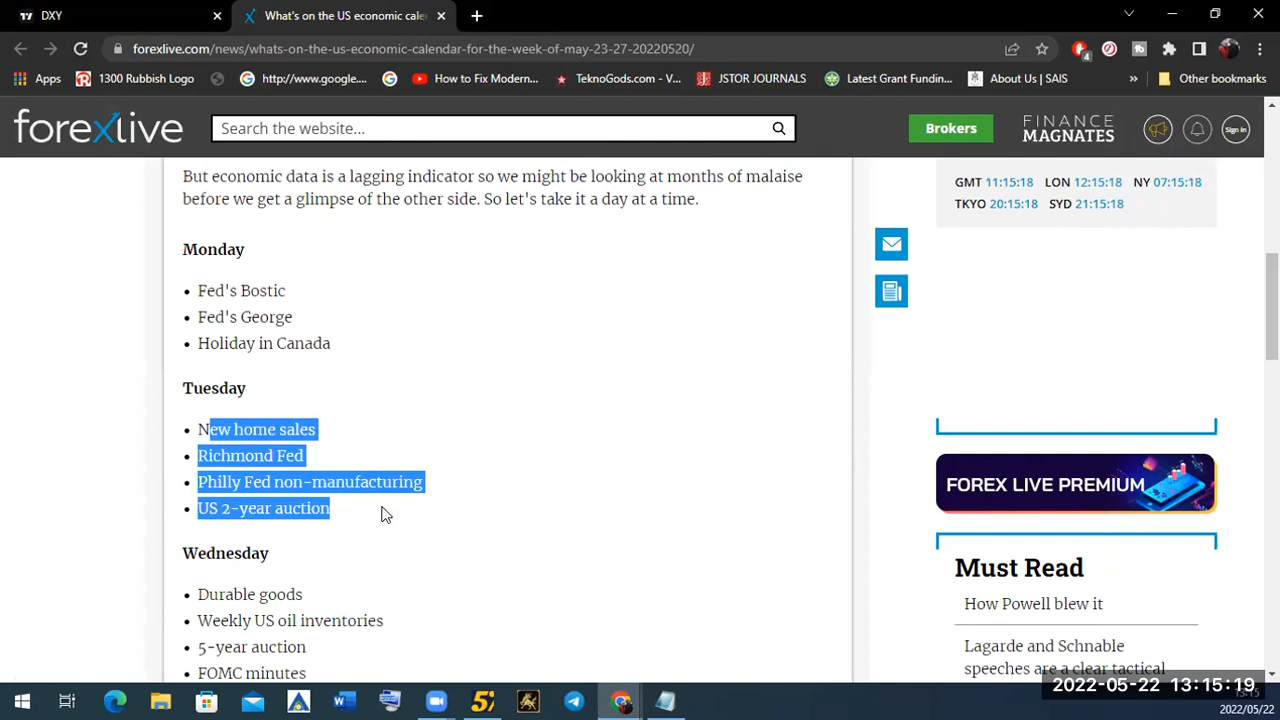 DXY
What's on the US economic cale
forexlive.com/news/whats-on-the-us-economic-calendar-for-the-week-of-may-23-27-20220520/
4
Apps
1300 Rubbish Logo
http://www.google....
How to Fix Modern...
TeknoGods.com - V...
JSTOR JOURNALS
Latest Grant Fundin...
About Us | SAIS
»
Other bookmarks
forexlive
Search the website...
Brokers
FINANCE
MAGNATES
Sign in
But economic data is a lagging indicator so we might be looking at months of malaise
before we get a glimpse of the other side. So let's take it a day at a time.
GMT 11:15:18 LON 12:15:18 NY 07:15:18
TKYO 20:15:18 SYD 21:15:18
Monday
• Fed's Bostic
• Fed's George
• Holiday in Canada
Tuesday
• New home sales
• Richmond Fed
• Philly Fed non-manufacturing
• US 2-year auction
Wednesday
• Durable goods
• Weekly US oil inventories
• 5-year auction
• FOMC minutes
FOREX LIVE PREMIUM
Must Read
How Powell blew it
Lagarde and Schnable
speeches are a clear tactical
2022-05-22 13:15:19
2022/05/22